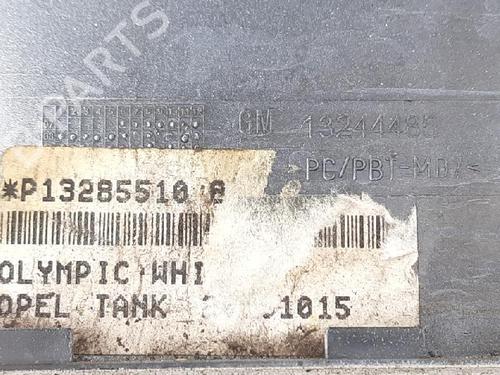 PARTS
GM 13244485
PC/PBT-MD/<
*P13285510
OLYMPIC WHI
OPEL TANK 1015